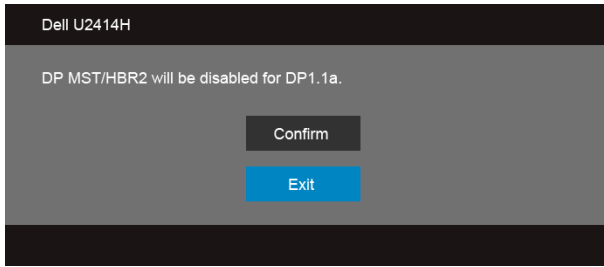 Dell U2414H
DP MST/HBR2 will be disabled for DP1.1a.
Confirm
Exit